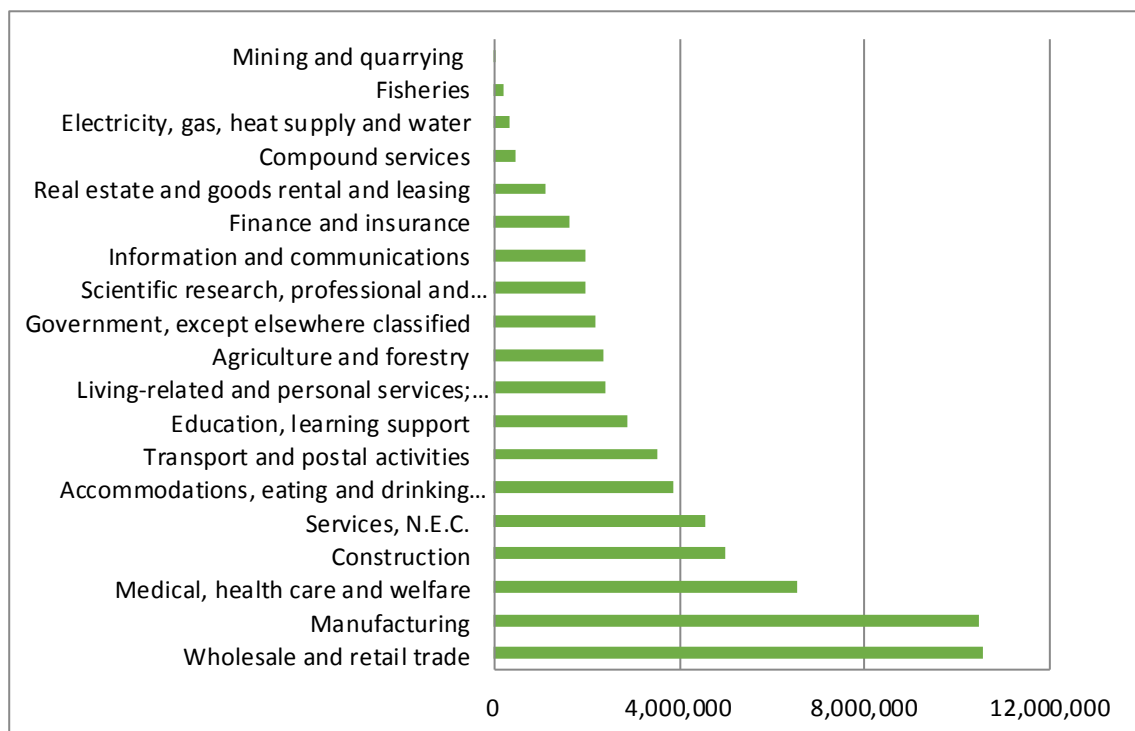 Mining and quarrying
Fisheries
Electricity, gas, heat supply and water
Compound services
Real estate and goods rental and leasing
Finance and insurance
Information and communications
Scientific research, professional and...
Government, except elsewhere classified
Agriculture and forestry
Living-related and personal services;...
Education, learning support
Transport and postal activities
Accommodations, eating and drinking...
Services, N.E.C.
Construction
Medical, health care and welfare
Manufacturing
Wholesale and retail trade
0 4,000,000 8,000,000 12,000,000